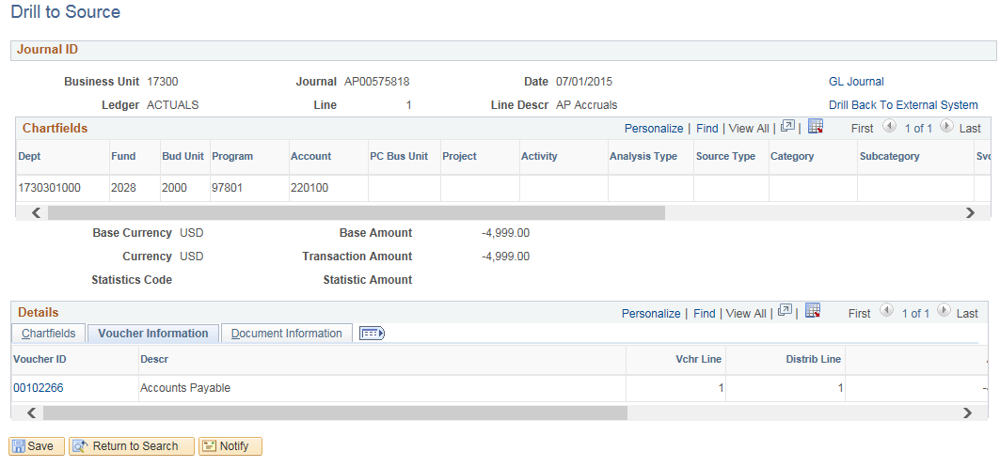 Drill to Source
Journal ID
Business Unit 17300 Journal AP00575818 Date 07/01/2015 GL Journal
Ledger ACTUALS Line 1 Line Descr AP Accruals Drill Back To External System
Chartfields Personalize | Find | View All | | First 1 of 1 Last
Dept Fund Bud Unit Program Account PC Bus Unit Project Activity Analysis Type Source Type Category Subcategory
1730301000 2028 2000 97801 220100
Base Currency USD Base Amount -4,999.00
Currency USD Transaction Amount -4,999.00
Statistics Code Statistic Amount
Details Personalize | Find | View All | | First 1 of 1 Last
Chartfields Voucher Information Document Information
Voucher ID Descr Vchr Line Distrib Line
00102266 Accounts Payable 1 1
Save Return to Search Notify